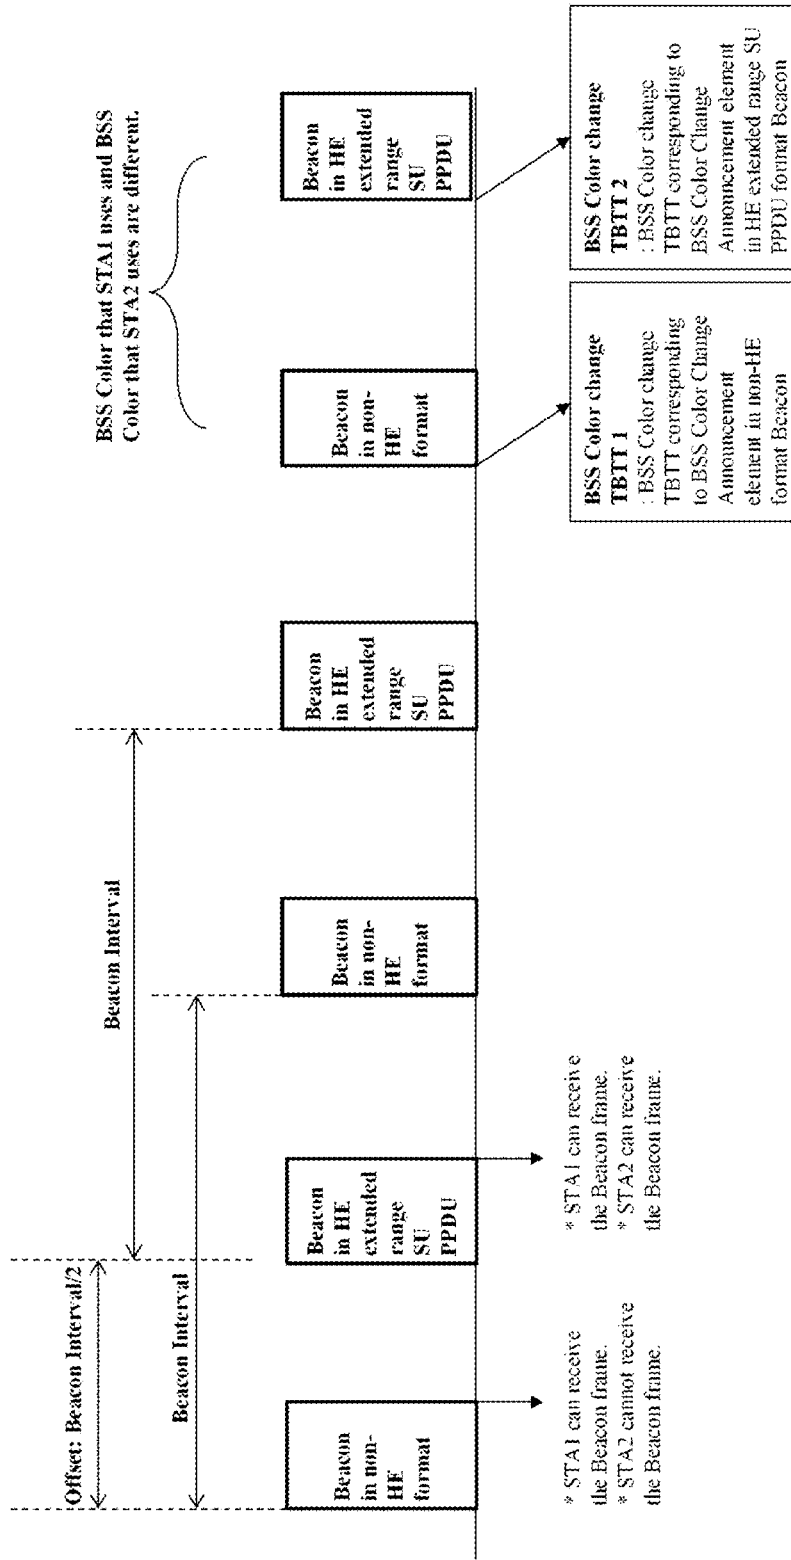 Offset: Beacon Interval/2
Beacon Interval
Beacon Interval
BSS Color that STA1 uses and BSS
Color that STA2 uses are different.
Beacon
in non-
HE
format
Beacon
in HE
extended
range
SU
PPDU
Beacon
in non-
HE
format
Beacon
in HE
extended
range
SU
PPDU
Beacon
in non-
HE
format
Beacon
in HE
extended
range
SU
PPDU
* STA1 can receive
the Beacon frame.
* STA2 cannot receive
the Beacon frame.
* STA1 can receive
the Beacon frame.
* STA2 can receive
the Beacon frame.
BSS Color change
TBTT 1
: BSS Color change
TBTT corresponding
to BSS Color Change
Announcement
element in non-HE
format Beacon
BSS Color change
TBTT 2
: BSS Color change
TBTT corresponding to
BSS Color Change
Announcement element
in HE extended range SU
PPDU format Beacon